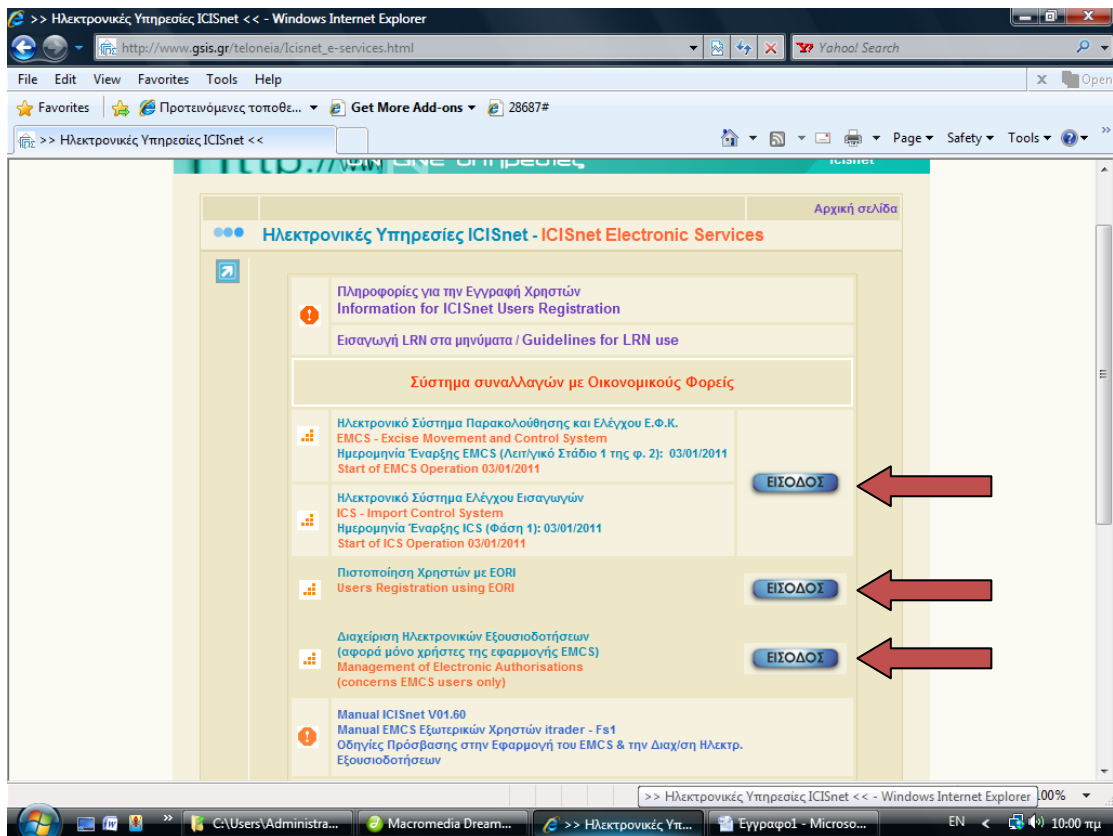 >> Ηλεκτρονικές Υπηρεσίες ICISnet << - Windows Internet Explorer
http://www.gsis.gr/teloneia/Icisnet_e-services.html
Yahoo! Search
File Edit View Favorites Tools Help
x Open
Favorites Προτεινόμενες τοποθε... Get More Add-ons 28687#
>> Ηλεκτρονικές Υπηρεσίες ICISnet <<
Page Safety Tools
Αρχική σελίδα
Ηλεκτρονικές Υπηρεσίες ICISnet - ICISnet Electronic Services
Πληροφορίες για την Εγγραφή Χρηστών
Information for ICISnet Users Registration
Εισαγωγή LRN στα μηνύματα / Guidelines for LRN use
Σύστημα συναλλαγών με Οικονομικούς Φορείς
Ηλεκτρονικό Σύστημα Παρακολούθησης και Ελέγχου Ε.Φ.Κ.
EMCS - Excise Movement and Control System
Ημερομηνία Έναρξης EMCS (Λειτ/γικό Στάδιο 1 της φ. 2): 03/01/2011
Start of EMCS Operation 03/01/2011
ΕΙΣΟΔΟΣ
Ηλεκτρονικό Σύστημα Ελέγχου Εισαγωγών
ICS - Import Control System
Ημερομηνία Έναρξης ICS (Φάση 1): 03/01/2011
Start of ICS Operation 03/01/2011
Πιστοποίηση Χρηστών με EORI
Users Registration using EORI
ΕΙΣΟΔΟΣ
Διαχείριση Ηλεκτρονικών Εξουσιοδοτήσεων
(αφορά μόνο χρήστες της εφαρμογής EMCS)
Management of Electronic Authorisations
(concerns EMCS users only)
ΕΙΣΟΔΟΣ
Manual ICISnet V01.60
Manual EMCS Εξωτερικών Χρηστών itrader - Fs1
Οδηγίες Πρόσβασης στην Εφαρμογή του EMCS & την Διαχ/ση Ηλεκτρ.
Εξουσιοδοτήσεων
>> Ηλεκτρονικές Υπηρεσίες ICISnet << - Windows Internet Explorer
00%
C:\Users\Administra... Macromedia Dream... >> Ηλεκτρονικές Υπ... Έγγραφο1 - Microso... EN 10:00 πμ